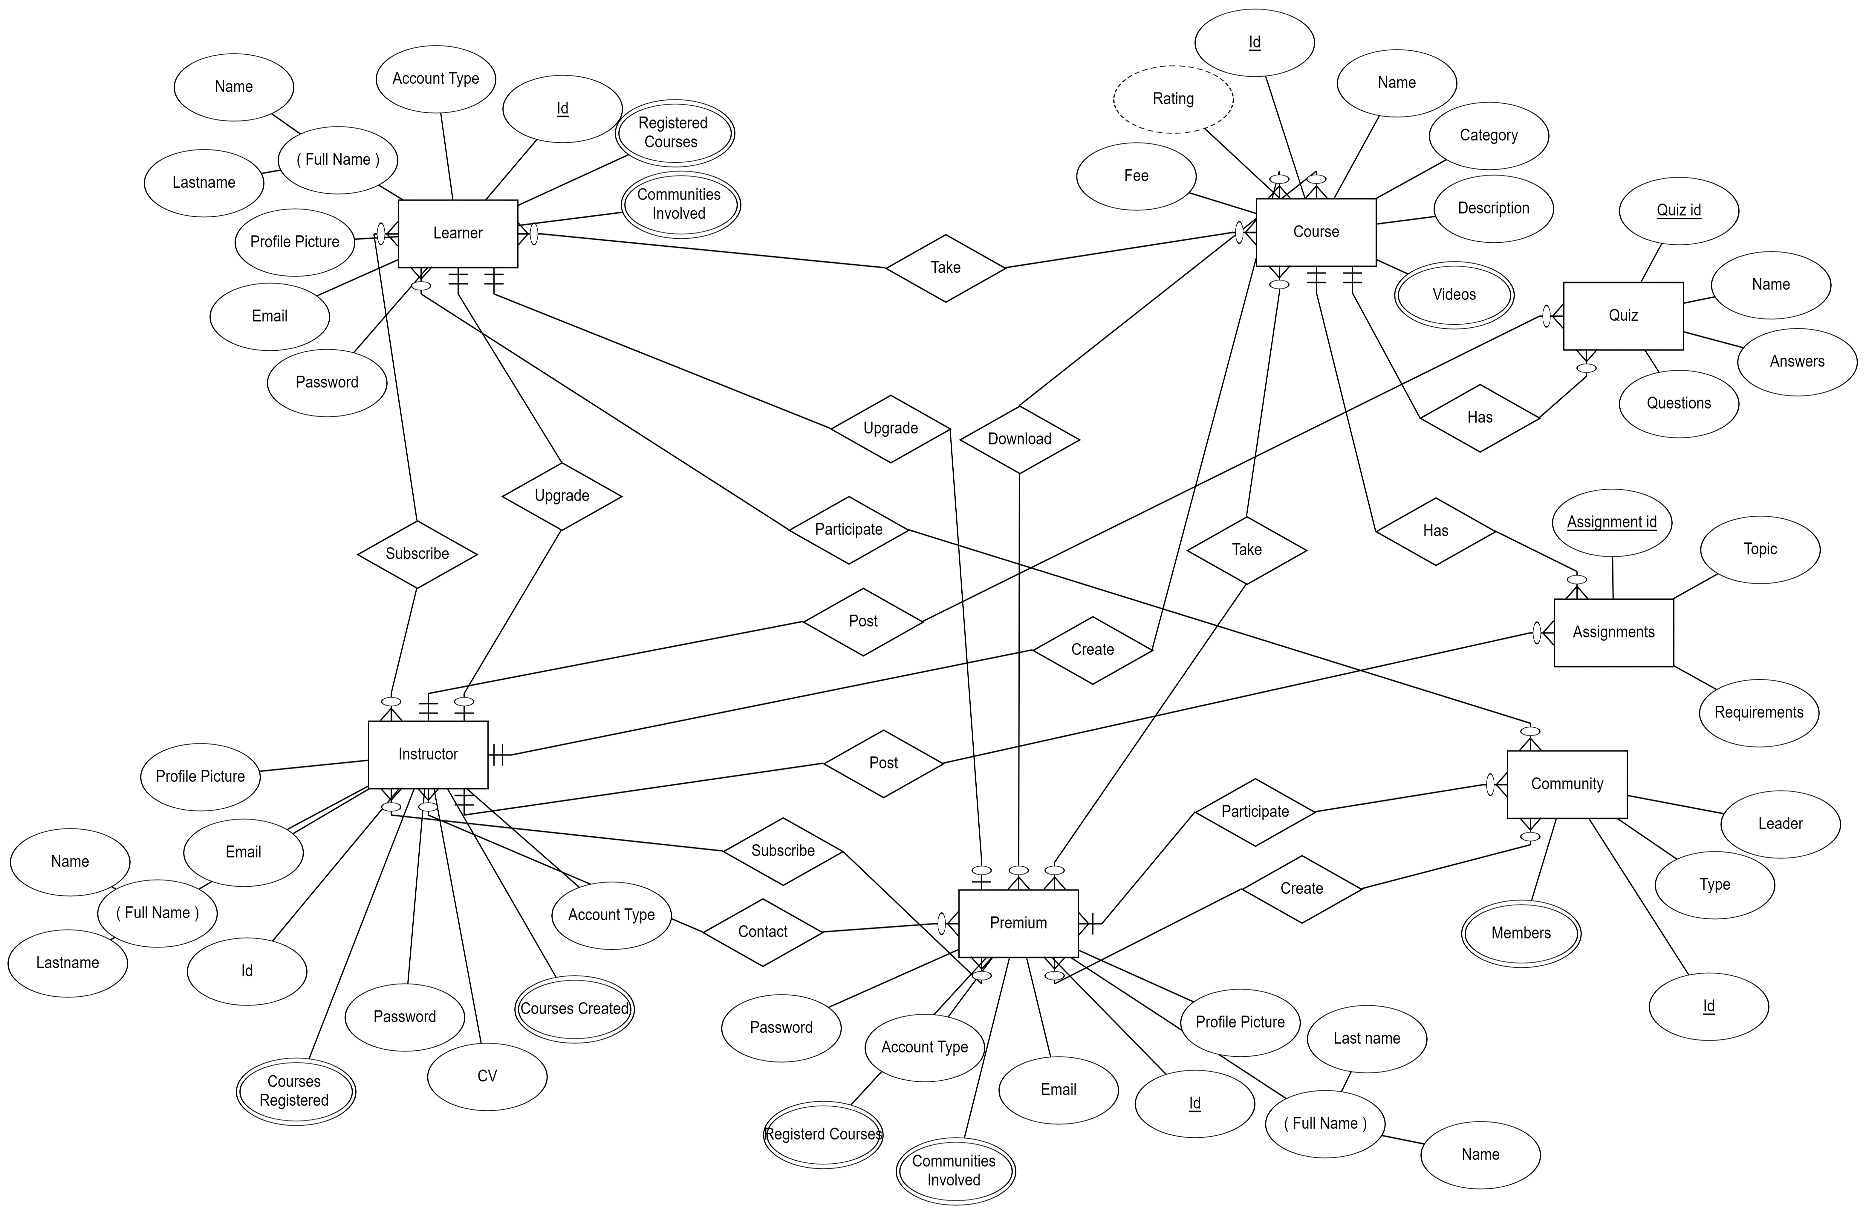 Id
Account Type
Name
Name
Rating
Id
Registered
Courses
Category
( Full Name )
Fee
Lastname
Communities
Involved
Description
Quiz id
Learner
Course
Profile Picture
Take
Name
Videos
Email
Quiz
Answers
Password
Questions
Has
Upgrade
Download
Upgrade
Assignment id
Participate
Has
Topic
Take
Subscribe
Post
Assignments
Create
Requirements
Instructor
Post
Profile Picture
Community
Participate
Leader
Subscribe
Email
Name
Type
Create
( Full Name )
Account Type
Premium
Contact
Members
Lastname
Id
Courses Created
Id
Password
Password
Profile Picture
Last name
Account Type
CV
Courses
Registered
Email
Id
( Full Name )
Registerd Courses
Name
Communities
Involved